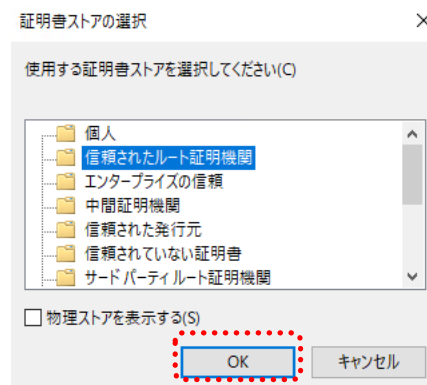 証明書ストアの選択
使用する証明書ストアを選択してください(C)
個人
信頼されたルート証明機関
エンタープライズの信頼
中間証明機関
信頼された発行元
信頼されていない証明書
サード パーティ ルート証明機関
物理ストアを表示する(S)
OK
キャンセル